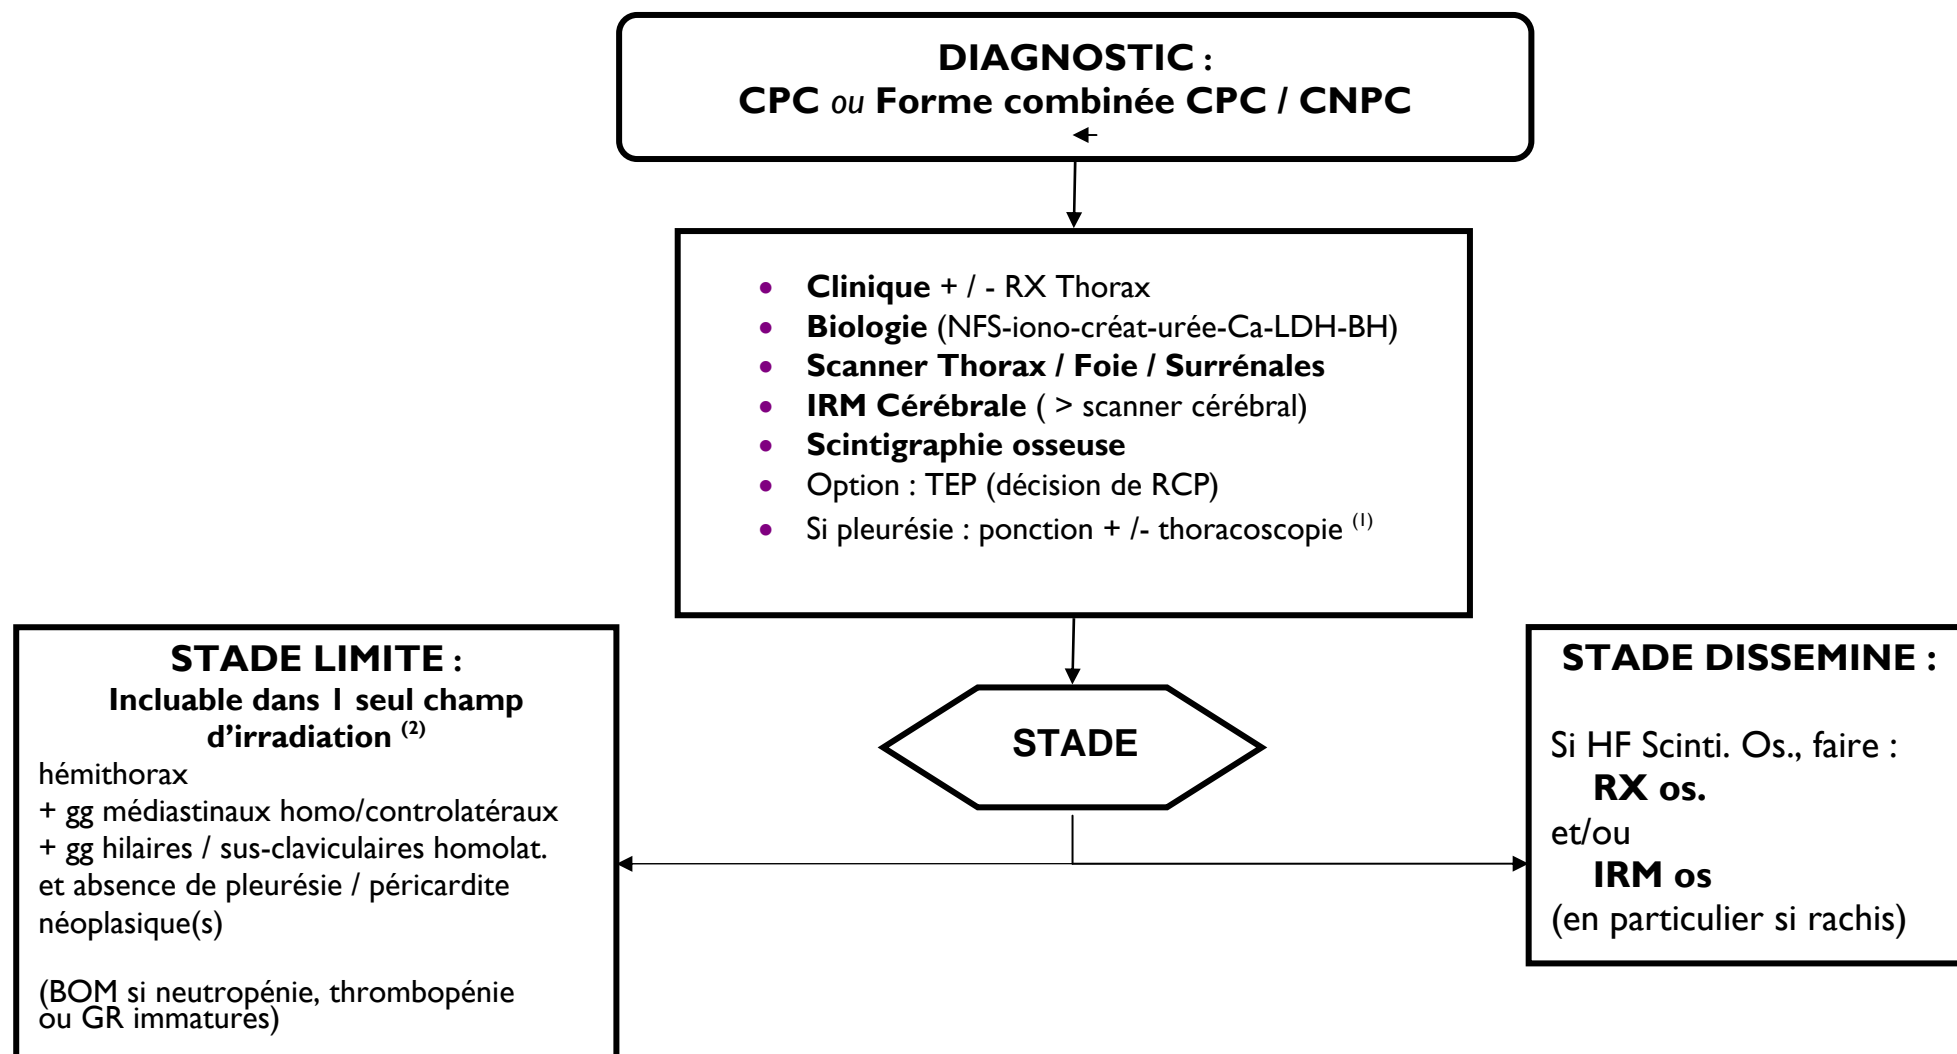 DIAGNOSTIC :
CPC ou Forme combinée CPC / CNPC
• Clinique + / - RX Thorax
• Biologie (NFS-iono-créat-urée-Ca-LDH-BH)
• Scanner Thorax / Foie / Surrénales
• IRM Cérébrale ( > scanner cérébral)
• Scintigraphie osseuse
• Option : TEP (décision de RCP)
• Si pleurésie : ponction + /- thoracoscopie (1)
STADE
STADE LIMITE :
Incluable dans 1 seul champ
d’irradiation (2)
hémithorax
+ gg médiastinaux homo/controlatéraux
+ gg hilaires / sus-claviculaires homolat.
et absence de pleurésie / péricardite
néoplasique(s)
(BOM si neutropénie, thrombopénie
ou GR immatures)
STADE DISSEMINE :
Si HF Scinti. Os., faire :
RX os.
et/ou
IRM os
(en particulier si rachis)